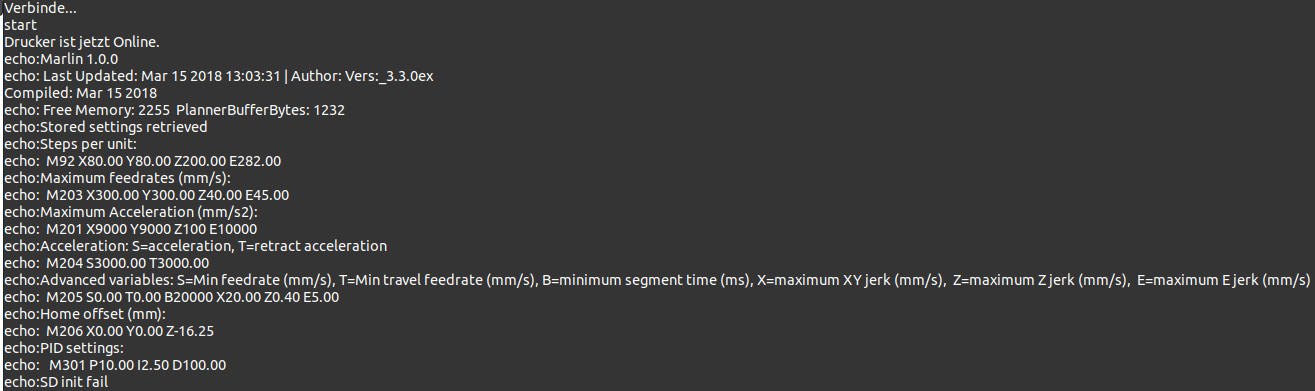 Verbinde...
start
Drucker ist jetzt Online.
echo:Marlin 1.0.0
echo: Last Updated: Mar 15 2018 13:03:31 | Author: Vers:_3.3.0ex
Compiled: Mar 15 2018
echo: Free Memory: 2255  PlannerBufferBytes: 1232
echo:Stored settings retrieved
echo:Steps per unit:
echo:  M92 X80.00 Y80.00 Z200.00 E282.00
echo:Maximum feedrates (mm/s):
echo:  M203 X300.00 Y300.00 Z40.00 E45.00
echo:Maximum Acceleration (mm/s2):
echo:  M201 X9000 Y9000 Z100 E10000
echo:Acceleration: S=acceleration, T=retract acceleration
echo:  M204 S3000.00 T3000.00
echo:Advanced variables: S=Min feedrate (mm/s), T=Min travel feedrate (mm/s), B=minimum segment time (ms), X=maximum XY jerk (mm/s),  Z=maximum Z jerk (mm/s),  E=maximum E jerk (mm/s)
echo:  M205 S0.00 T0.00 B20000 X20.00 Z0.40 E5.00
echo:Home offset (mm):
echo:  M206 X0.00 Y0.00 Z-16.25
echo:PID settings:
echo:   M301 P10.00 I2.50 D100.00
echo:SD init fail